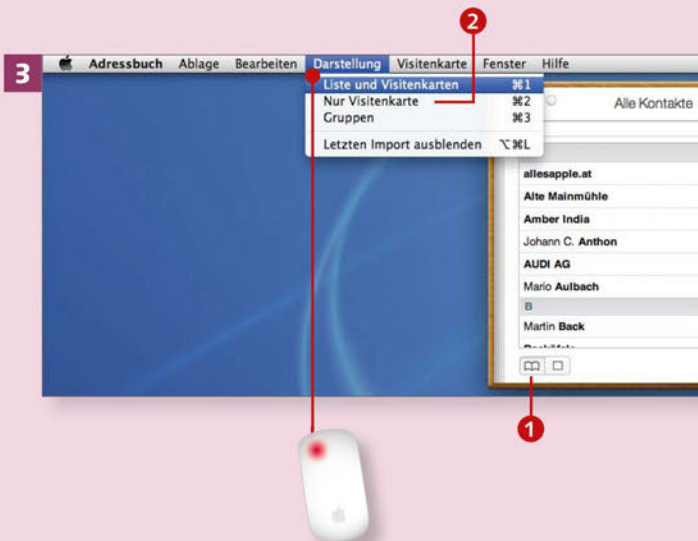 2
3
Adressbuch Ablage Bearbeiten Darstellung Visitenkarte Fenster Hilfe
Liste und Visitenkarten ⌘1
Nur Visitenkarte ⌘2
Gruppen ⌘3
Letzten Import ausblenden ⌥⌘L
Alle Kontakte
allesapple.at
Alte Mainmühle
Amber India
Johann C. Anthon
AUDI AG
Mario Aulbach
B
Martin Back
1